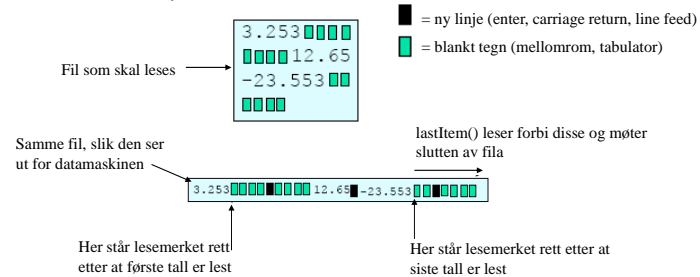 = ny linje (enter, carriage return, line feed)
= blankt tegn (mellomrom, tabulator)
3.253
12.65
-23.553
Fil som skal leses
Samme fil, slik den ser
ut for datamaskinen
lastItem() leser forbi disse og møter
slutten av fila
3.253 12.65 -23.553
Her står lesemerket rett
etter at første tall er lest
Her står lesemerket rett etter at
siste tall er lest